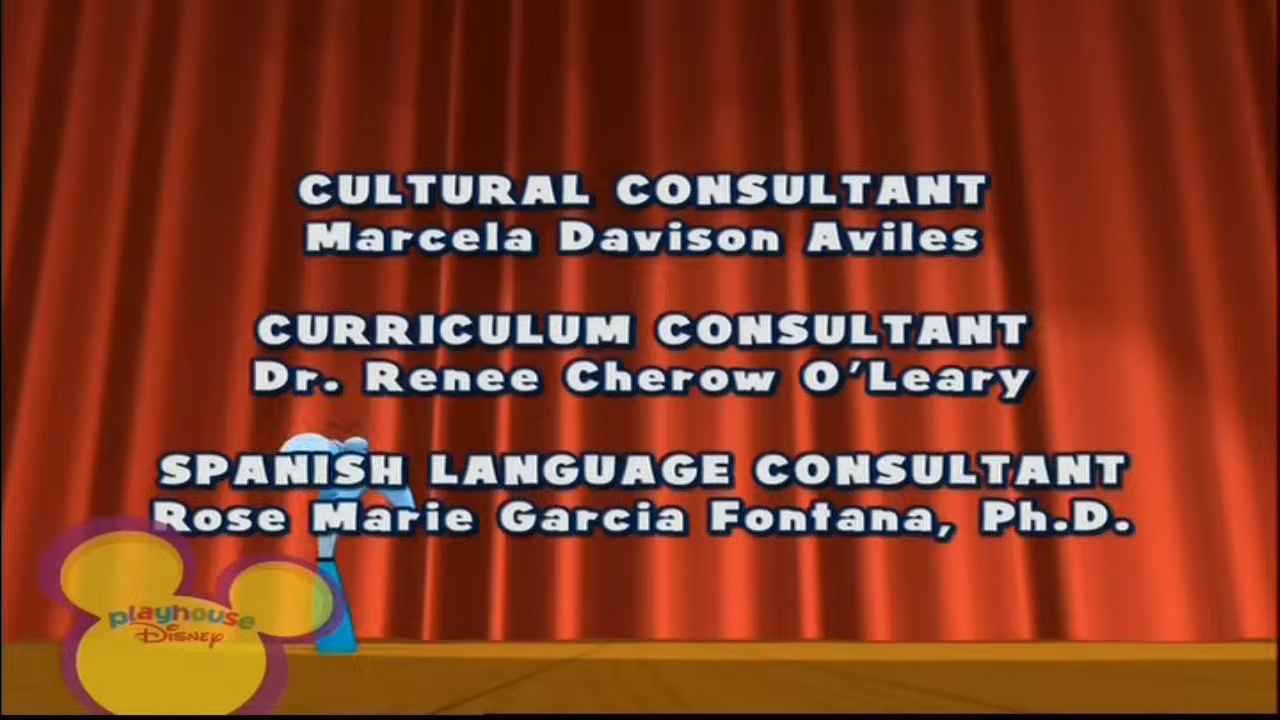 CULTURAL CONSULTANT
Marcela Davison Aviles
CURRICULUM CONSULTANT
Dr. Renee Cherow O'Leary
SPANISH LANGUAGE CONSULTANT
Rose Marie Garcia Fontana, Ph.D.
playhouse
Disney